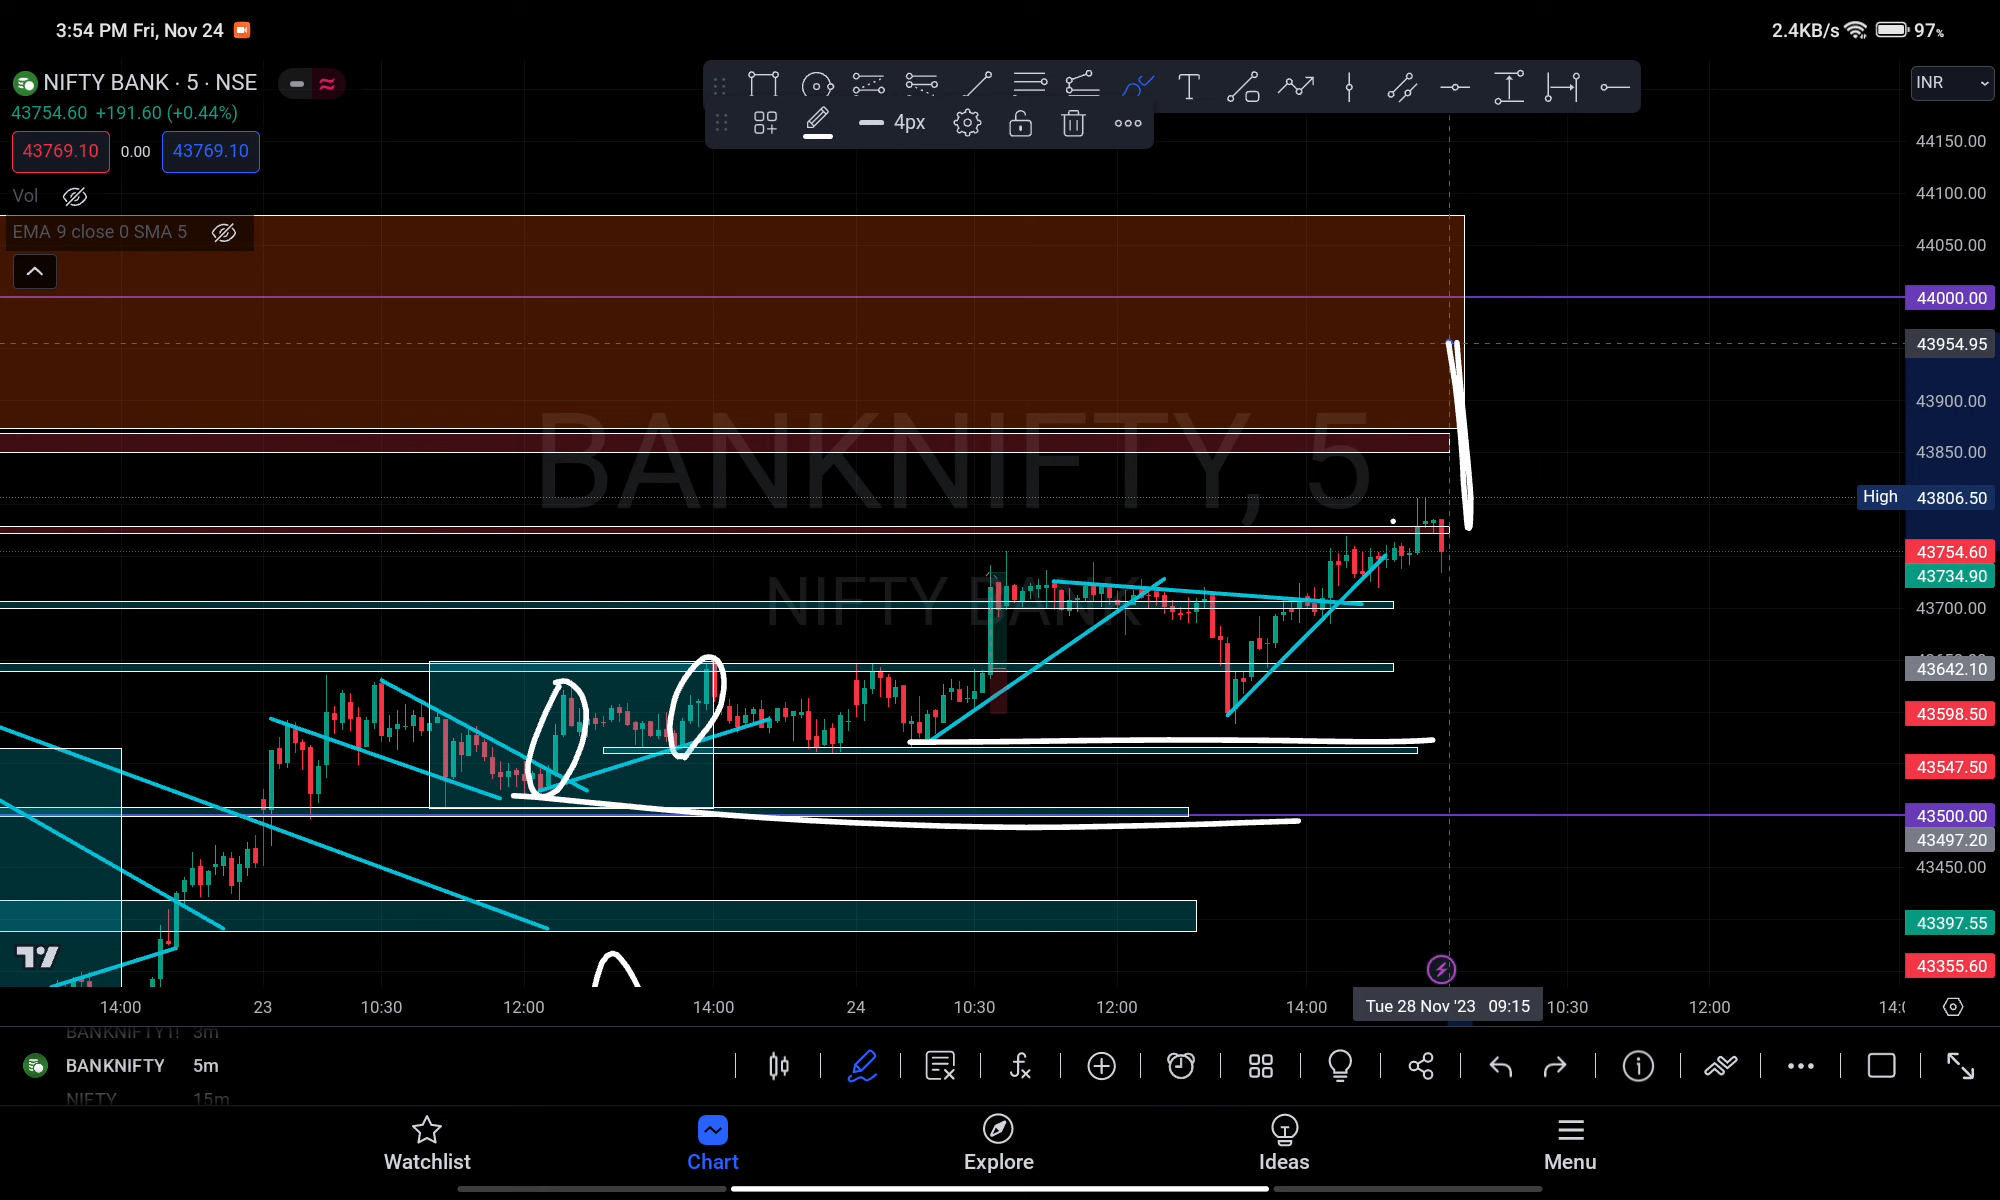 3:54 PM Fri, Nov 24
2.4KB/s 97%
NIFTY BANK · 5 · NSE
INR
43754.60 +191.60 (+0.44%)
4px
43769.10 0.00 43769.10
Vol
EMA 9 close 0 SMA 5
BANKNIFTY, 5
NIFTY BANK
44150.00
44100.00
44050.00
44000.00
43954.95
43900.00
43850.00
High 43806.50
43754.60
43734.90
43700.00
43642.10
43598.50
43547.50
43500.00
43497.20
43450.00
43397.55
43355.60
14:00 23 10:30 12:00 14:00 24 10:30 12:00 14:00 Tue 28 Nov '23 09:15 10:30 12:00
BANKNIFTY1! 3m
BANKNIFTY 5m
NIFTY 15m
Watchlist Chart Explore Ideas Menu